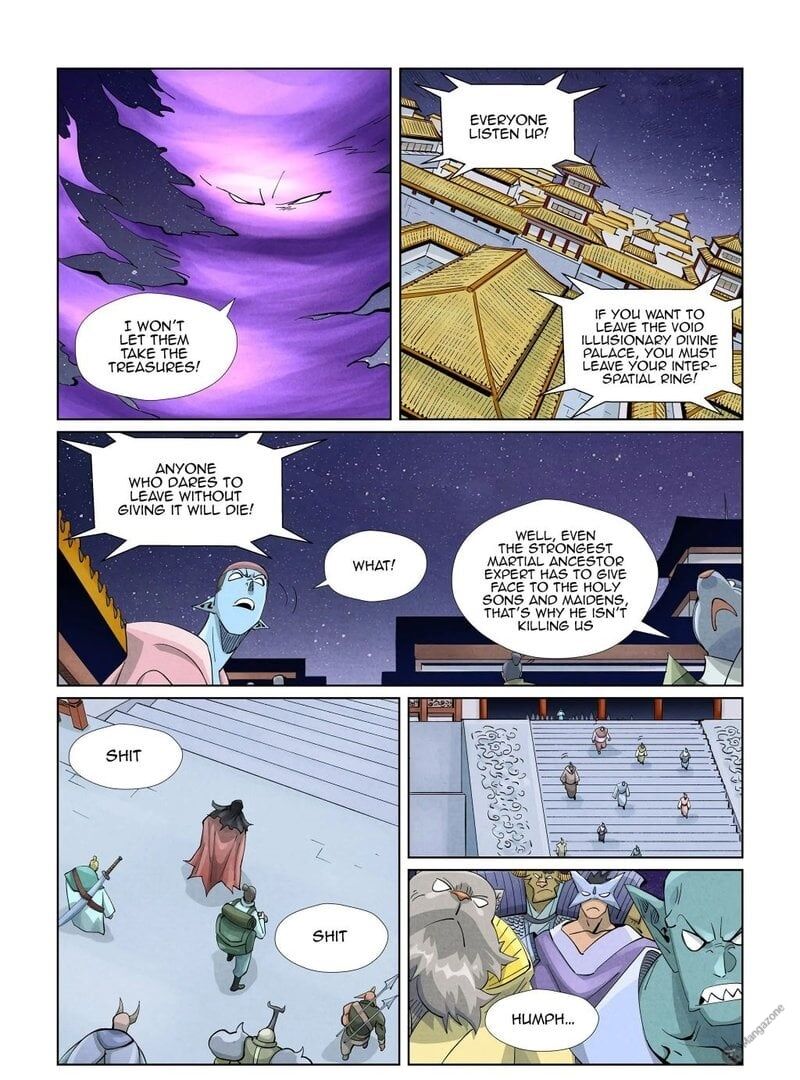 I WON'T
LET THEM
TAKE THE
TREASURES!
EVERYONE
LISTEN UP!
IF YOU WANT TO
LEAVE THE VOID
ILLUSIONARY DIVINE
PALACE, YOU MUST
LEAVE YOUR INTER-
SPATIAL RING!
ANYONE
WHO DARES TO
LEAVE WITHOUT
GIVING IT WILL DIE!
WHAT!
WELL, EVEN
THE STRONGEST
MARTIAL ANCESTOR
EXPERT HAS TO GIVE
FACE TO THE HOLY
SONS AND MAIDENS,
THAT'S WHY HE ISN'T
KILLING US
SHIT
SHIT
HUMPH...
Mangazone